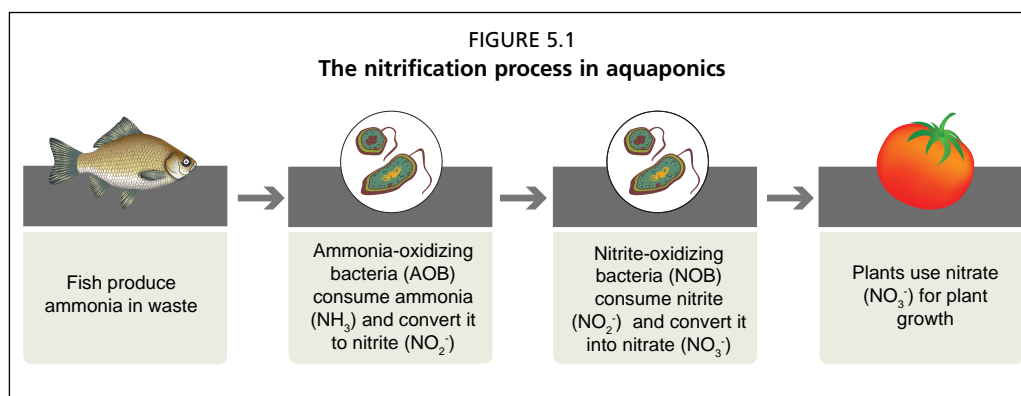 FIGURE 5.1
The nitrification process in aquaponics
Fish produce
ammonia in waste
Ammonia-oxidizing
bacteria (AOB)
consume ammonia
(NH₃) and convert it
to nitrite (NO₂⁻)
Nitrite-oxidizing
bacteria (NOB)
consume nitrite
(NO₂⁻) and convert it
into nitrate (NO₃⁻)
Plants use nitrate
(NO₃⁻) for plant
growth